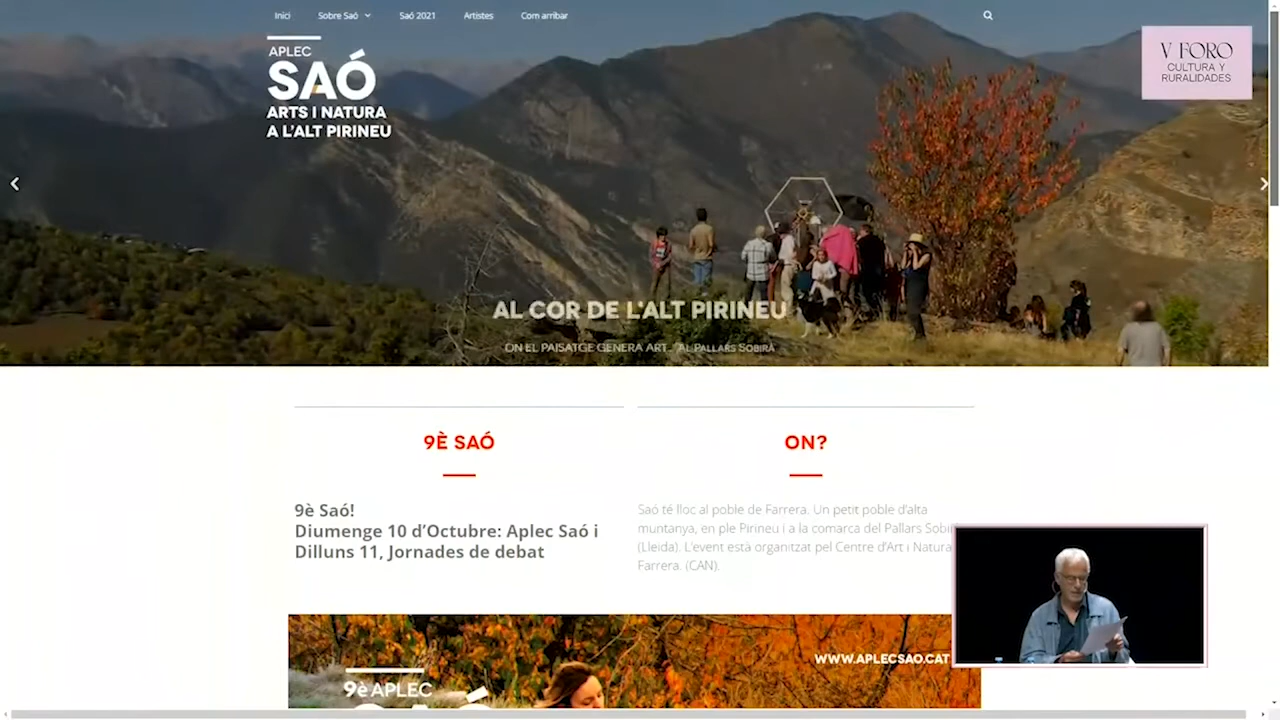 Inici
Sobre Saó
Saó 2021
Artistes
Com arribar
V FORO
CULTURA Y
RURALIDADES
APLEC
SAÓ
ARTS I NATURA
A L'ALT PIRINEU
AL COR DE L'ALT PIRINEU
ON EL PAISATGE GENERA ART... AL PALLARS SOBIRÀ
9È SAÓ
ON?
9è Saó!
Diumenge 10 d'Octubre: Aplec Saó i
Dilluns 11, Jornades de debat
Saó té lloc al poble de Farrera. Un petit poble d'alta
muntanya, en ple Pirineu i a la comarca del Pallars Sobi
(Lleida). L'event està organitzat pel Centre d'Art i Natura
Farrera. (CAN).
WWW.APLECSAO.CAT
9è APLEC